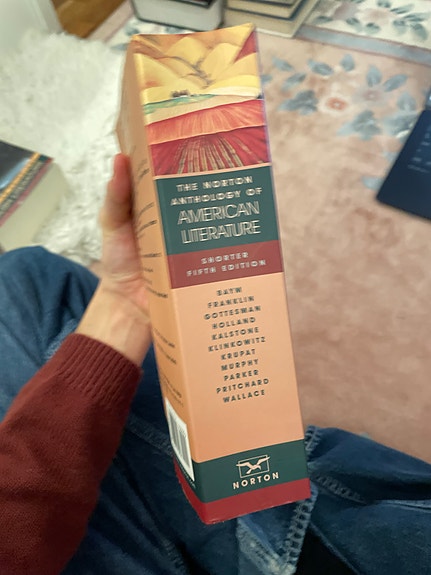 THE NORTON
ANTHOLOGY OF
AMERICAN
LITERATURE
SHORTER
FIFTH EDITION
BAYM
FRANKLIN
GOTTESMAN
HOLLAND
KALSTONE
KLINKOWITZ
KRUPAT
MURPHY
PARKER
PRITCHARD
WALLACE
NORTON